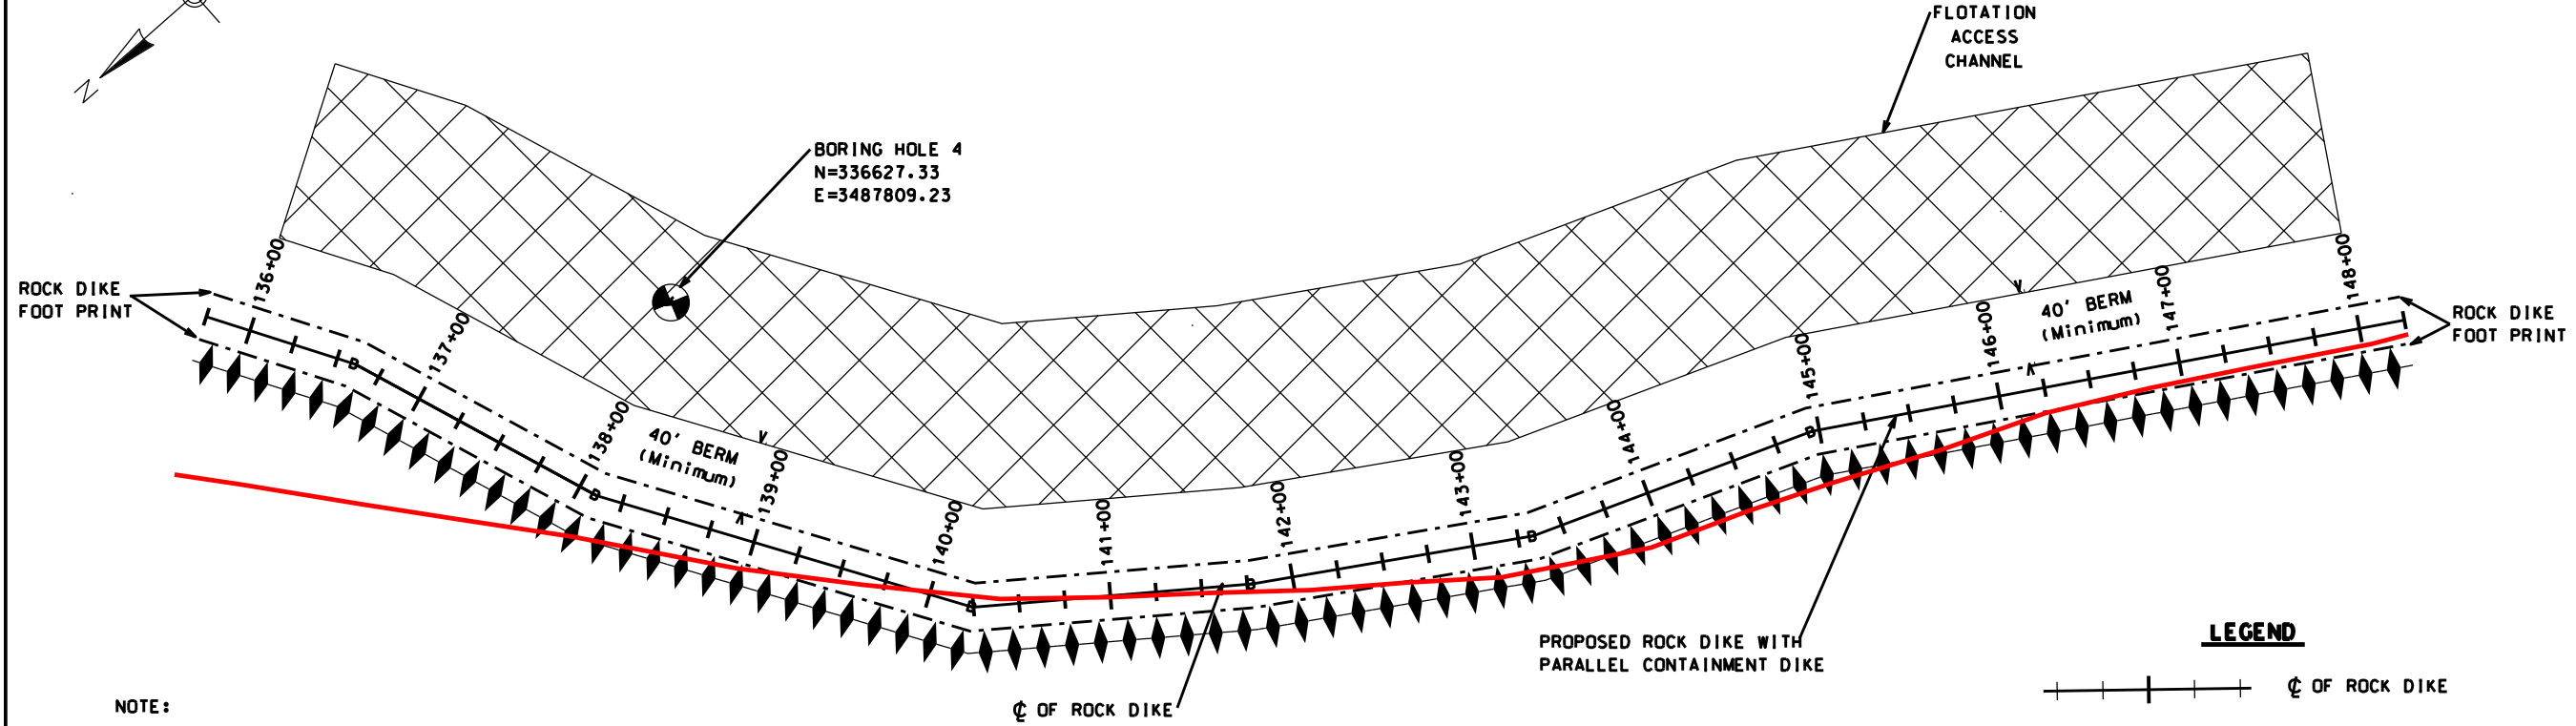 N
FLOTATION
ACCESS
CHANNEL
BORING HOLE 4
N=336627.33
E=3487809.23
ROCK DIKE
FOOT PRINT
136+00
137+00
138+00
40' BERM
(Minimum)
139+00
140+00
141+00
142+00
143+00
144+00
145+00
146+00
40' BERM
(Minimum)
147+00
148+00
ROCK DIKE
FOOT PRINT
PROPOSED ROCK DIKE WITH
PARALLEL CONTAINMENT DIKE
LEGEND
℄ OF ROCK DIKE
NOTE:
℄ OF ROCK DIKE